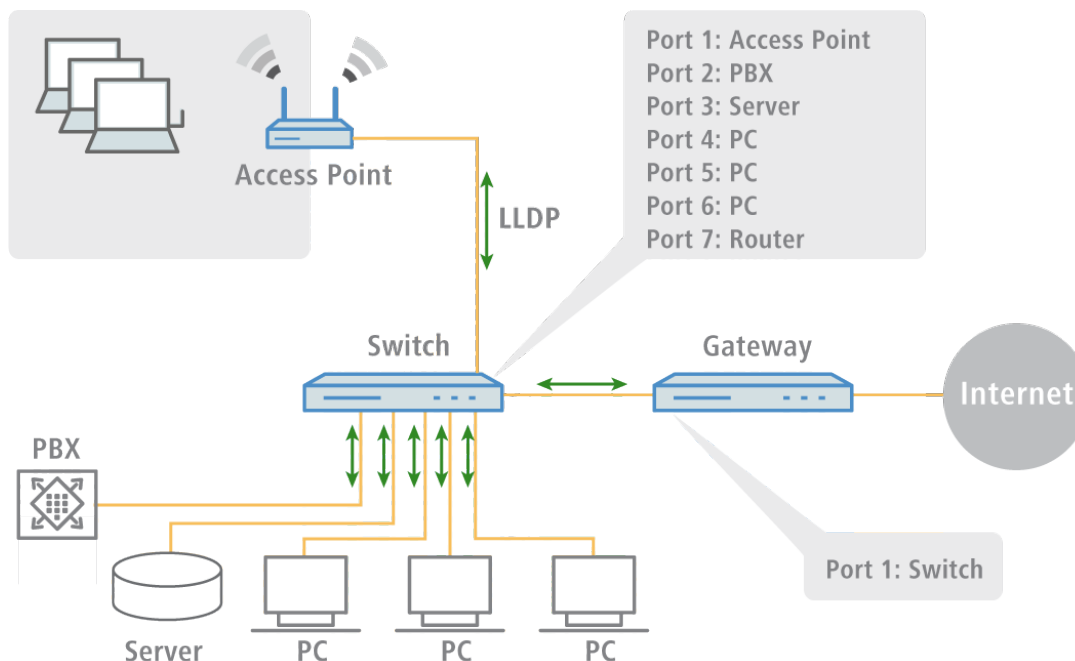 Port 1: Access Point
Port 2: PBX
Port 3: Server
Port 4: PC
Port 5: PC
Port 6: PC
Port 7: Router
Access Point
LLDP
Switch
Gateway
Internet
PBX
Port 1: Switch
Server
PC
PC
PC